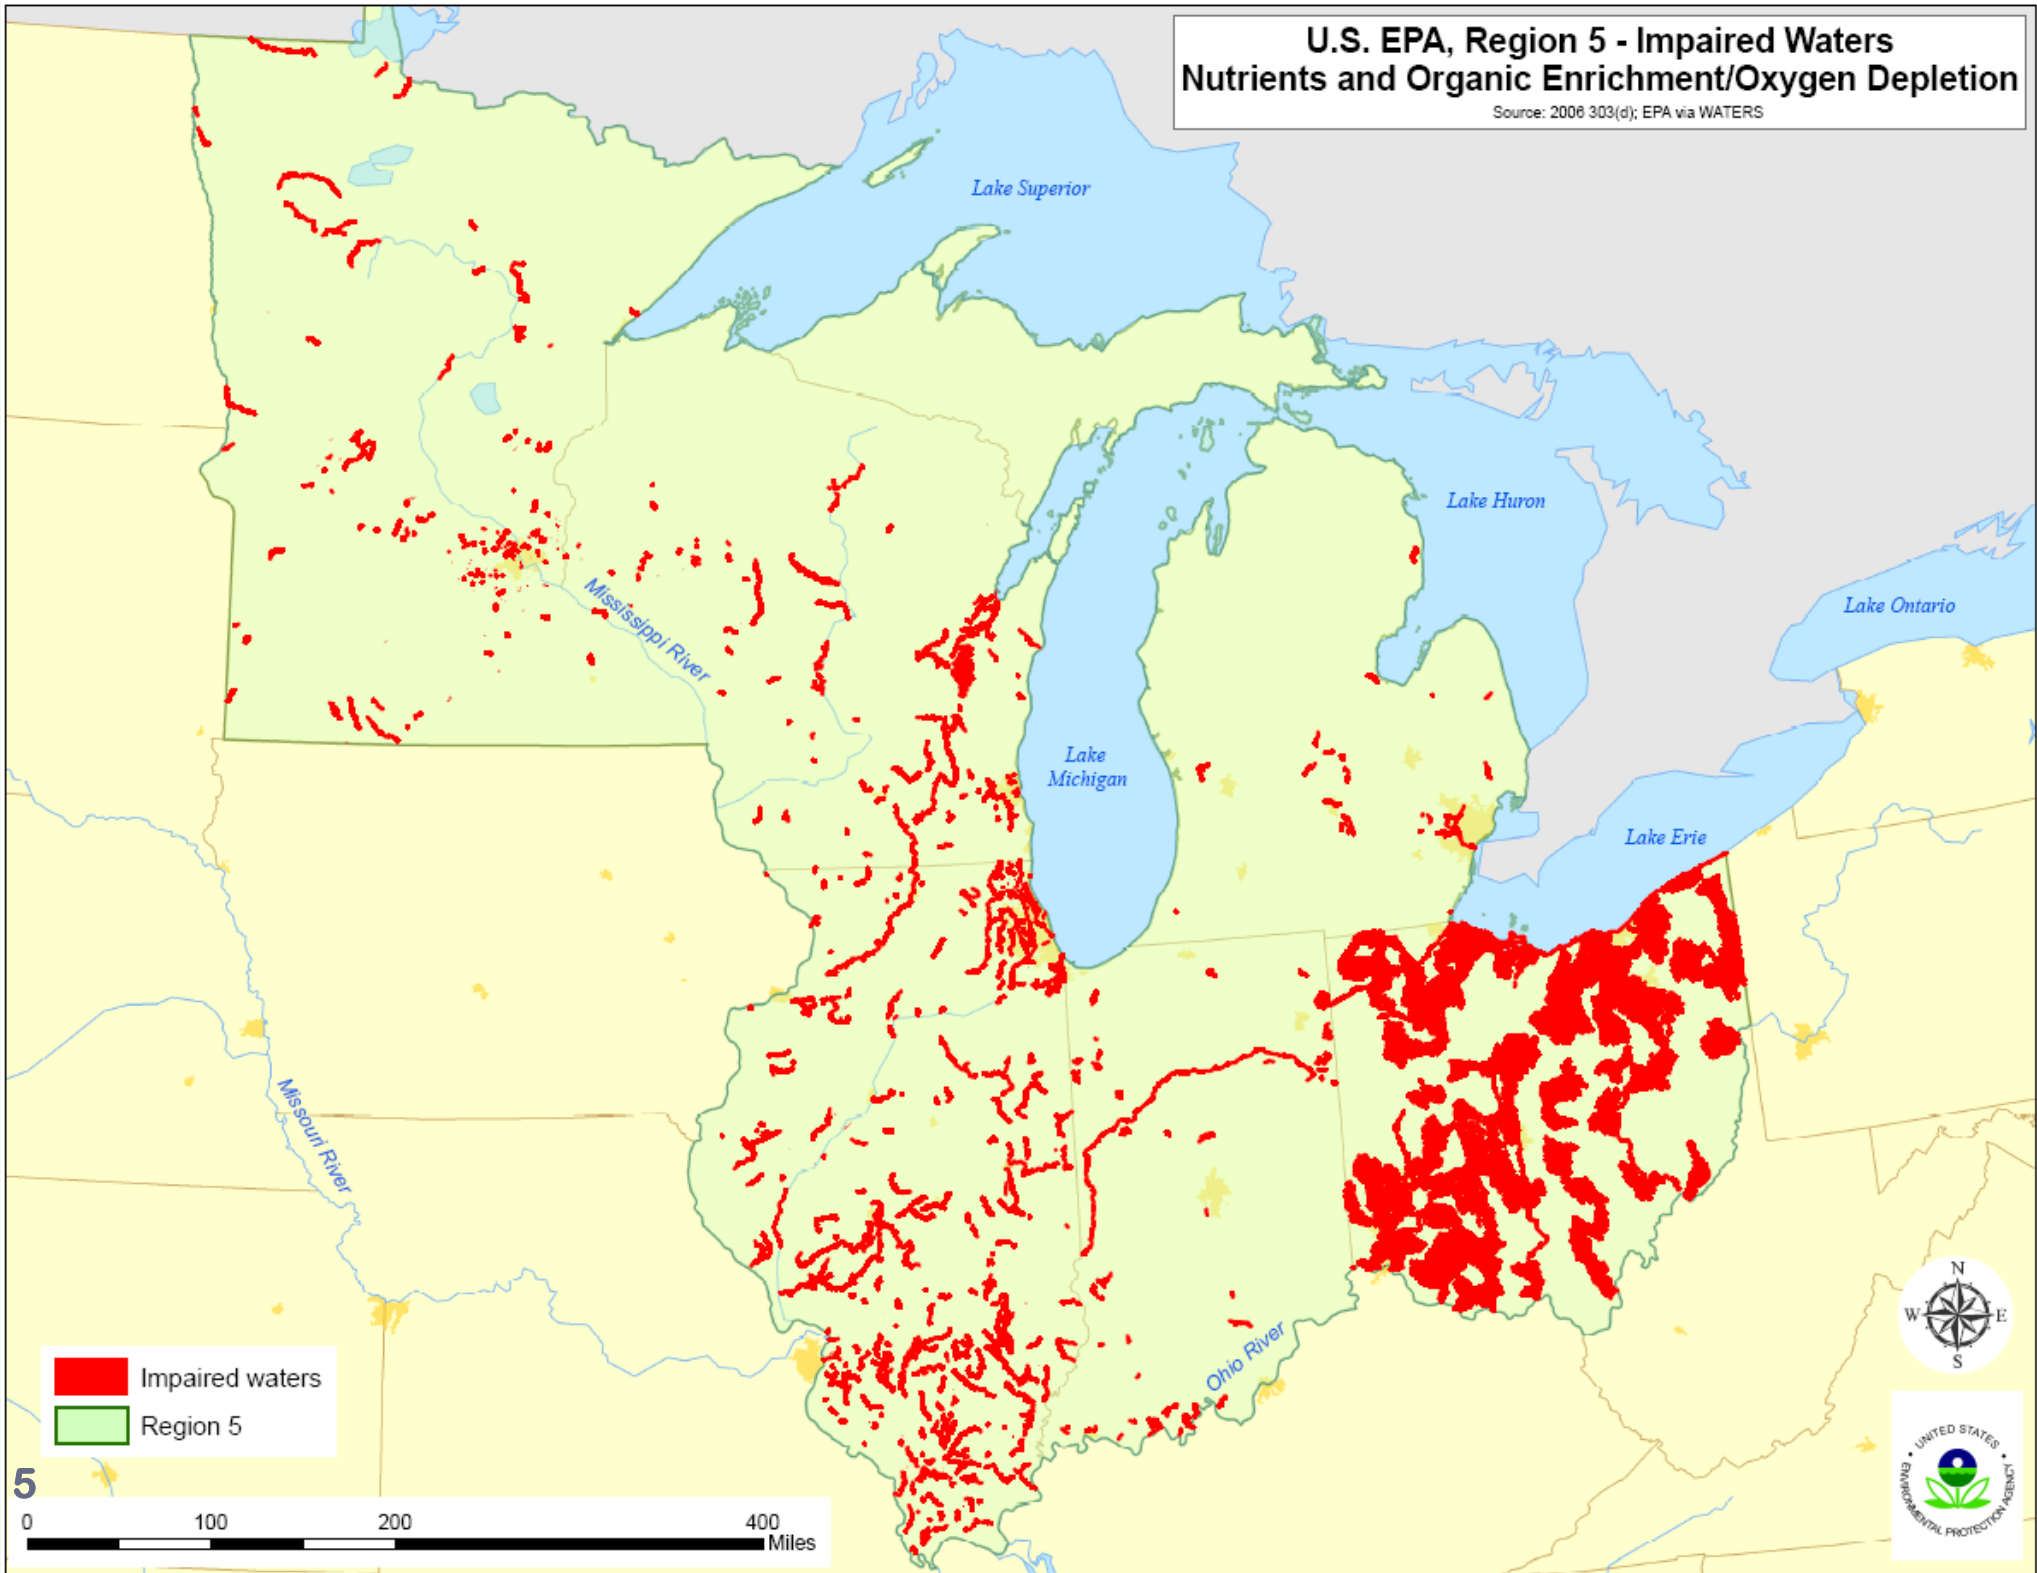 U.S. EPA, Region 5 - Impaired Waters
Nutrients and Organic Enrichment/Oxygen Depletion
Source: 2006 303(d); EPA via WATERS
Lake Superior
Lake Huron
Lake Ontario
Mississippi River
Lake
Michigan
Lake Erie
Missouri River
Ohio River
N
W
E
S
Impaired waters
Region 5
UNITED STATES
ENVIRONMENTAL PROTECTION AGENCY
5
0 100 200 400
Miles